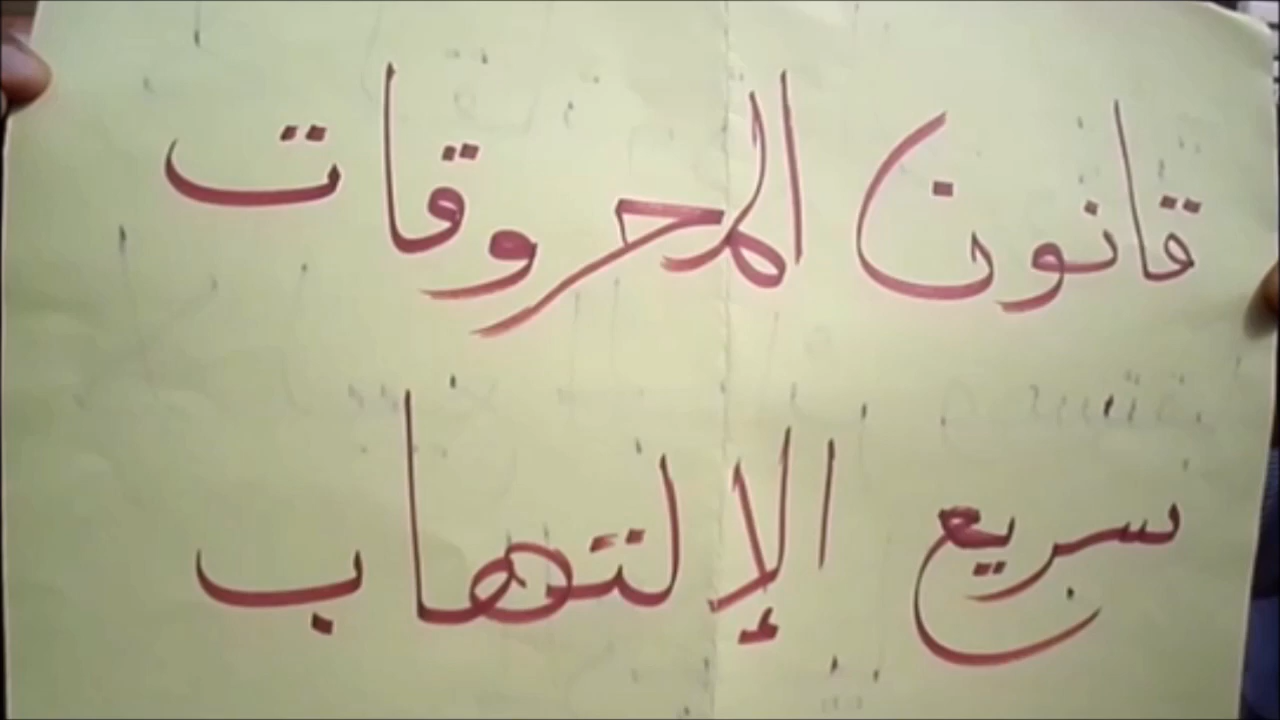 قانون المحروقات
سريع الإلتهاب